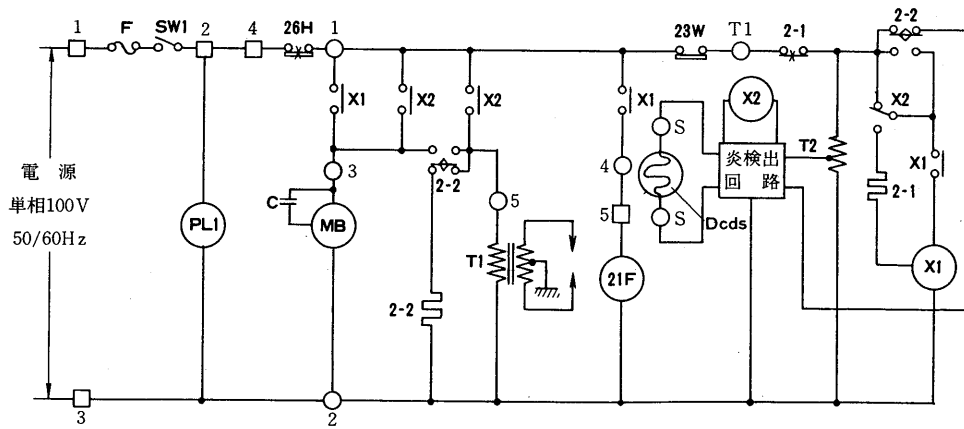 1 F SW1 2 4 26H 1 23W T1 2-1 2-2
X1 X2 X2 X1 S X2 X2
電源
単相100V
50/60Hz
3 2-2 4 炎検出
回路 T2 X1
C 5 S 2-1
PL1 MB 5 Dcds
T1 21F X1
2-2
3 2